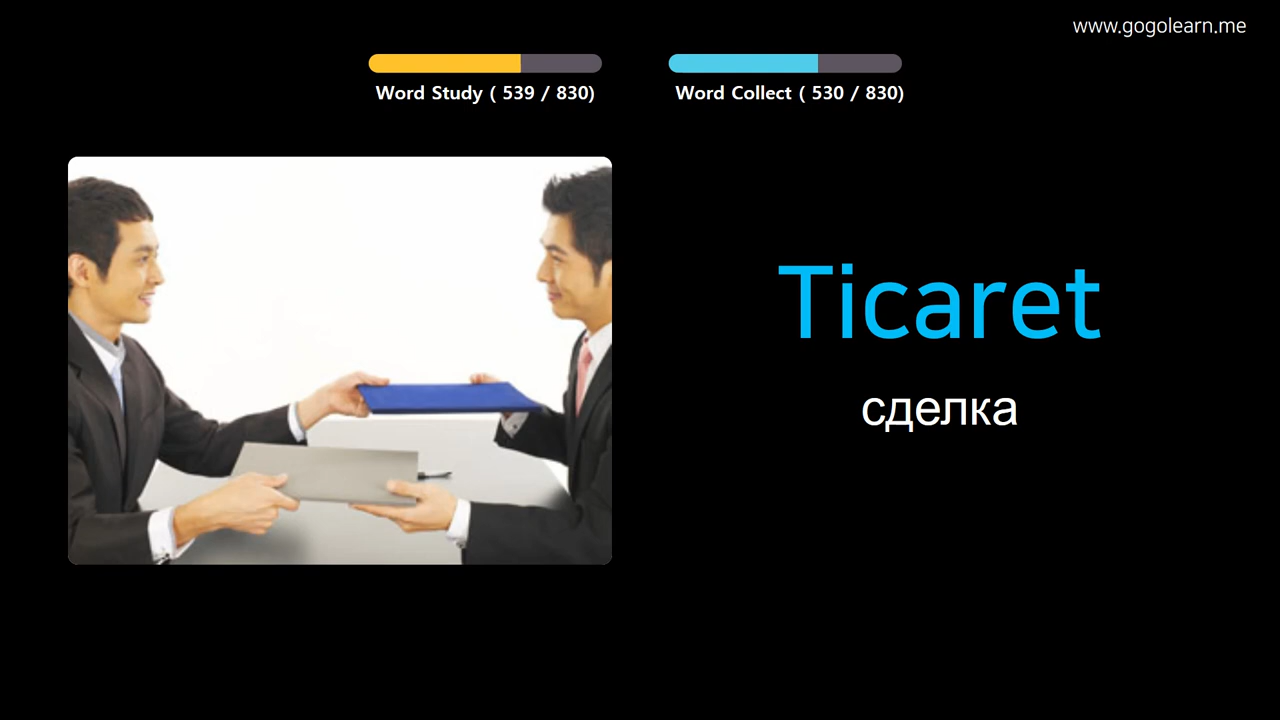 www.gogolearn.me
Word Study ( 539 / 830)
Word Collect ( 530 / 830)
Ticaret
сделка